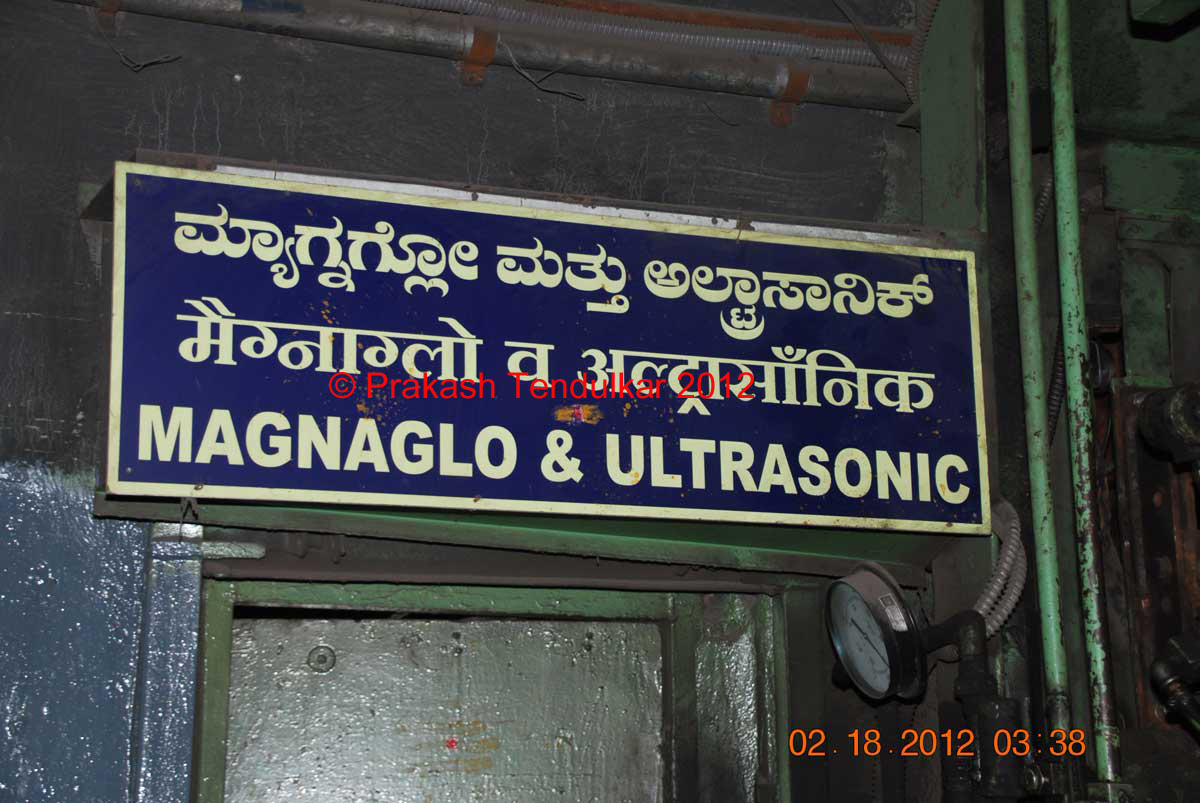 ಮ್ಯಾಗ್ನಗ್ಲೋ ಮತ್ತು ಅಲ್ಟ್ರಾಸಾನಿಕ್
मैग्नाग्लो व अल्ट्रासाँनिक
© Prakash Tendulkar 2012
MAGNAGLO & ULTRASONIC
02.18.2012 03:38